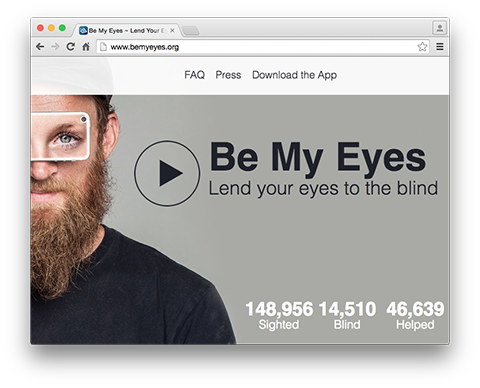 Be My Eyes – Lend Your E
www.bemyeyes.org
FAQ Press Download the App
Be My Eyes
Lend your eyes to the blind
148,956 14,510 46,639
Sighted Blind Helped